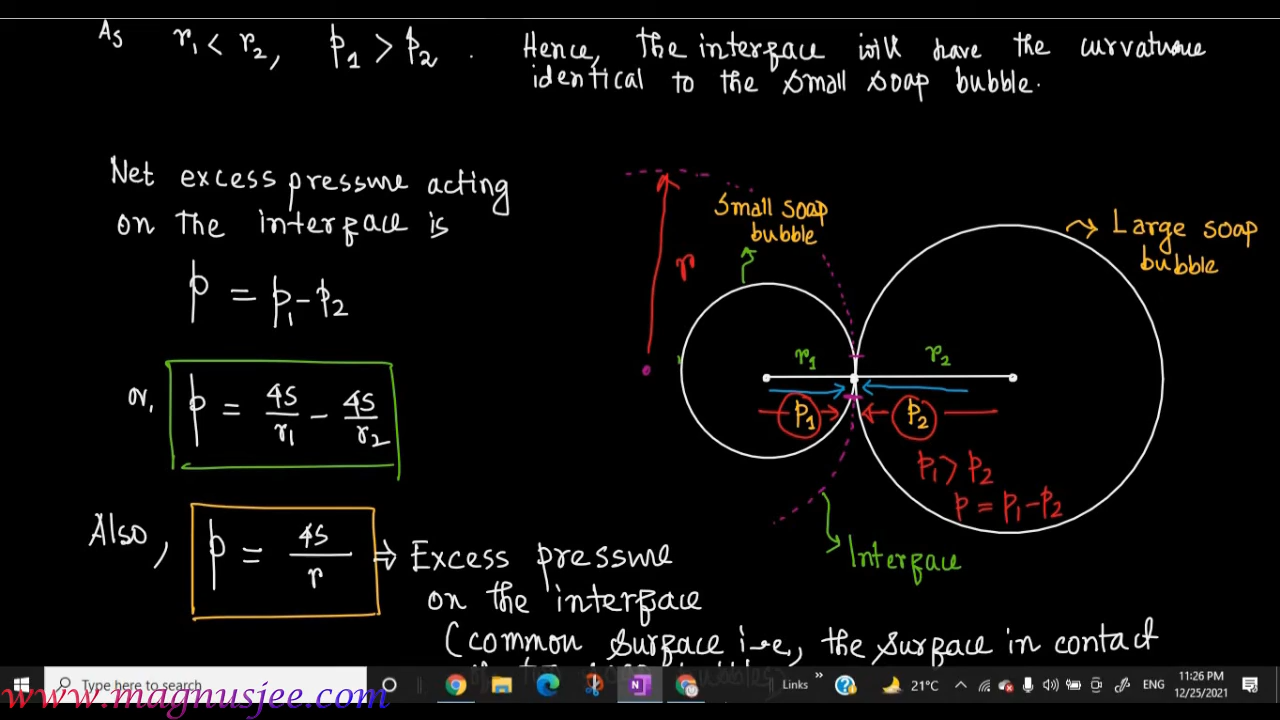 As r₁ < r₂, p₁ > p₂ . Hence, the interface will have the curvature
identical to the small soap bubble.
Net excess pressure acting
on the interface is
p = p₁ - p₂
or, p = 4S/r₁ - 4S/r₂
Also, p = 4S/r ⇒ Excess pressure
on the interface
(common surface i.e., the surface in contact
bubbles)
Small soap
bubble
Large soap
bubble
r
r₁
r₂
p₁
p₂
p₁ > p₂
p = p₁ - p₂
Interface
Type here to search
Links
»
21°C
ENG
11:26 PM
12/25/2021
www.magnusjee.com